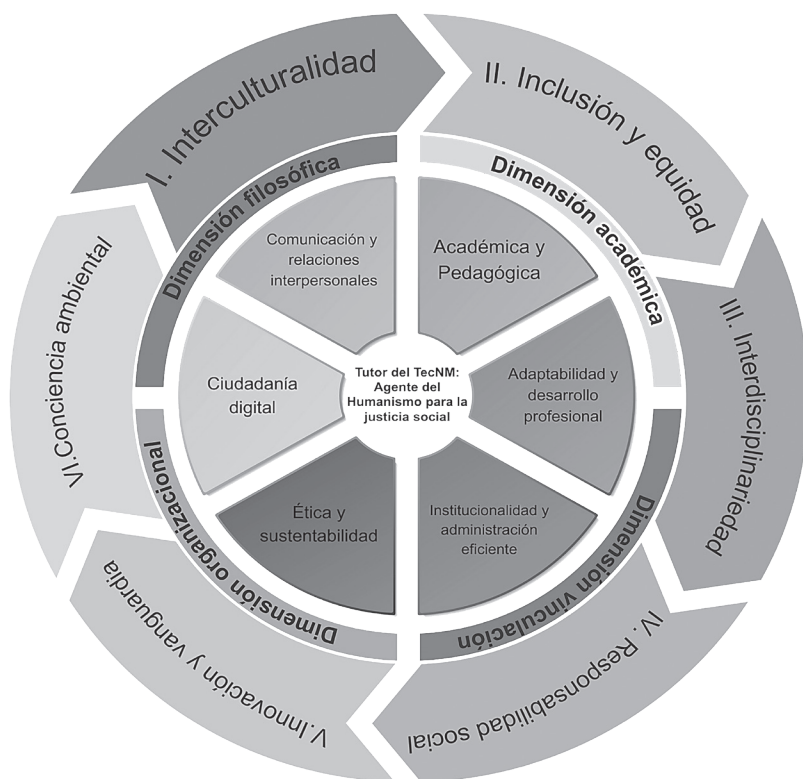 I. Interculturalidad
II. Inclusión y equidad
III. Interdisciplinariedad
IV. Responsabilidad social
V.Innovación y vanguardia
VI.Conciencia ambiental
Dimensión filosófica
Dimensión académica
Dimensión vinculación
Dimensión organizacional
Comunicación y
relaciones
interpersonales
Académica y
Pedagógica
Adaptabilidad y
desarrollo
profesional
Institucionalidad y
administración
eficiente
Ética y
sustentabilidad
Ciudadanía
digital
Tutor del TecNM:
Agente del
Humanismo para la
justicia social